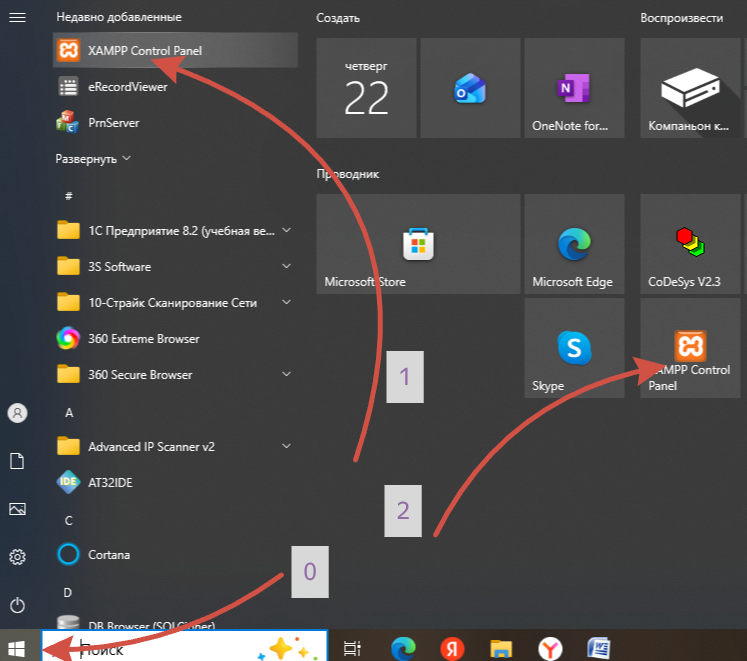 Недавно добавленные
XAMPP Control Panel
eRecordViewer
PrnServer
Развернуть
#
1С Предприятие 8.2 (учебная ве...
3S Software
10-Страйк Сканирование Сети
360 Extreme Browser
360 Secure Browser
A
Advanced IP Scanner v2
IDE
AT32IDE
C
Cortana
D
DB Browser (SQLCipher)
Создать
четверг
22
OneNote for...
Проводник
Microsoft Store
Microsoft Edge
Skype
Воспроизвести
Компаньон к...
CoDeSys V2.3
XAMPP Control
Panel
1
2
0
Поиск